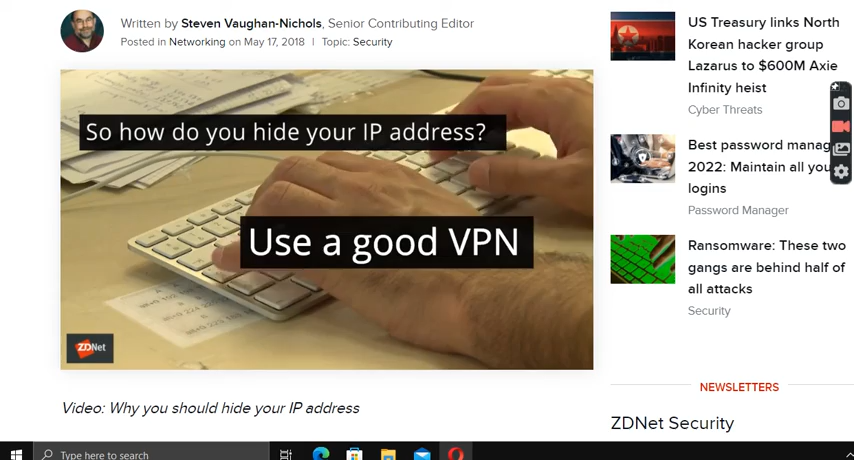 Written by Steven Vaughan-Nichols, Senior Contributing Editor
Posted in Networking on May 17, 2018 | Topic: Security
So how do you hide your IP address?
Use a good VPN
ZDNet
Video: Why you should hide your IP address
US Treasury links North
Korean hacker group
Lazarus to $600M Axie
Infinity heist
Cyber Threats
Best password manag
2022: Maintain all you
logins
Password Manager
Ransomware: These two
gangs are behind half of
all attacks
Security
NEWSLETTERS
ZDNet Security
Type here to search